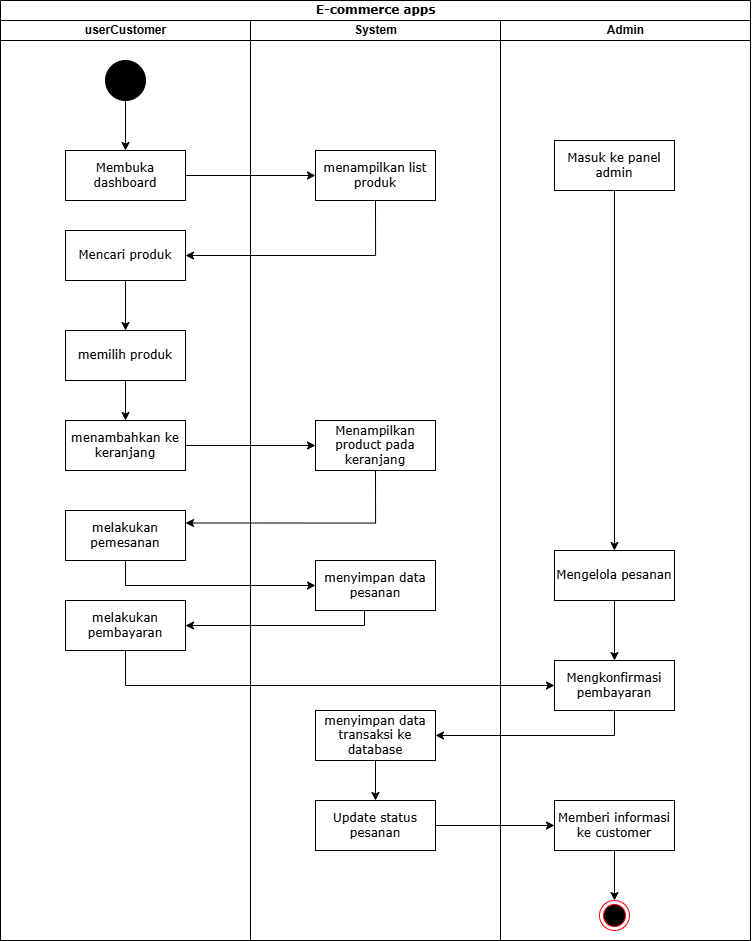 E-commerce apps
userCustomer
System
Admin
Membuka
dashboard
menampilkan list
produk
Masuk ke panel
admin
Mencari produk
memilih produk
menambahkan ke
keranjang
Menampilkan
product pada
keranjang
melakukan
pemesanan
menyimpan data
pesanan
Mengelola pesanan
melakukan
pembayaran
Mengkonfirmasi
pembayaran
menyimpan data
transaksi ke
database
Update status
pesanan
Memberi informasi
ke customer